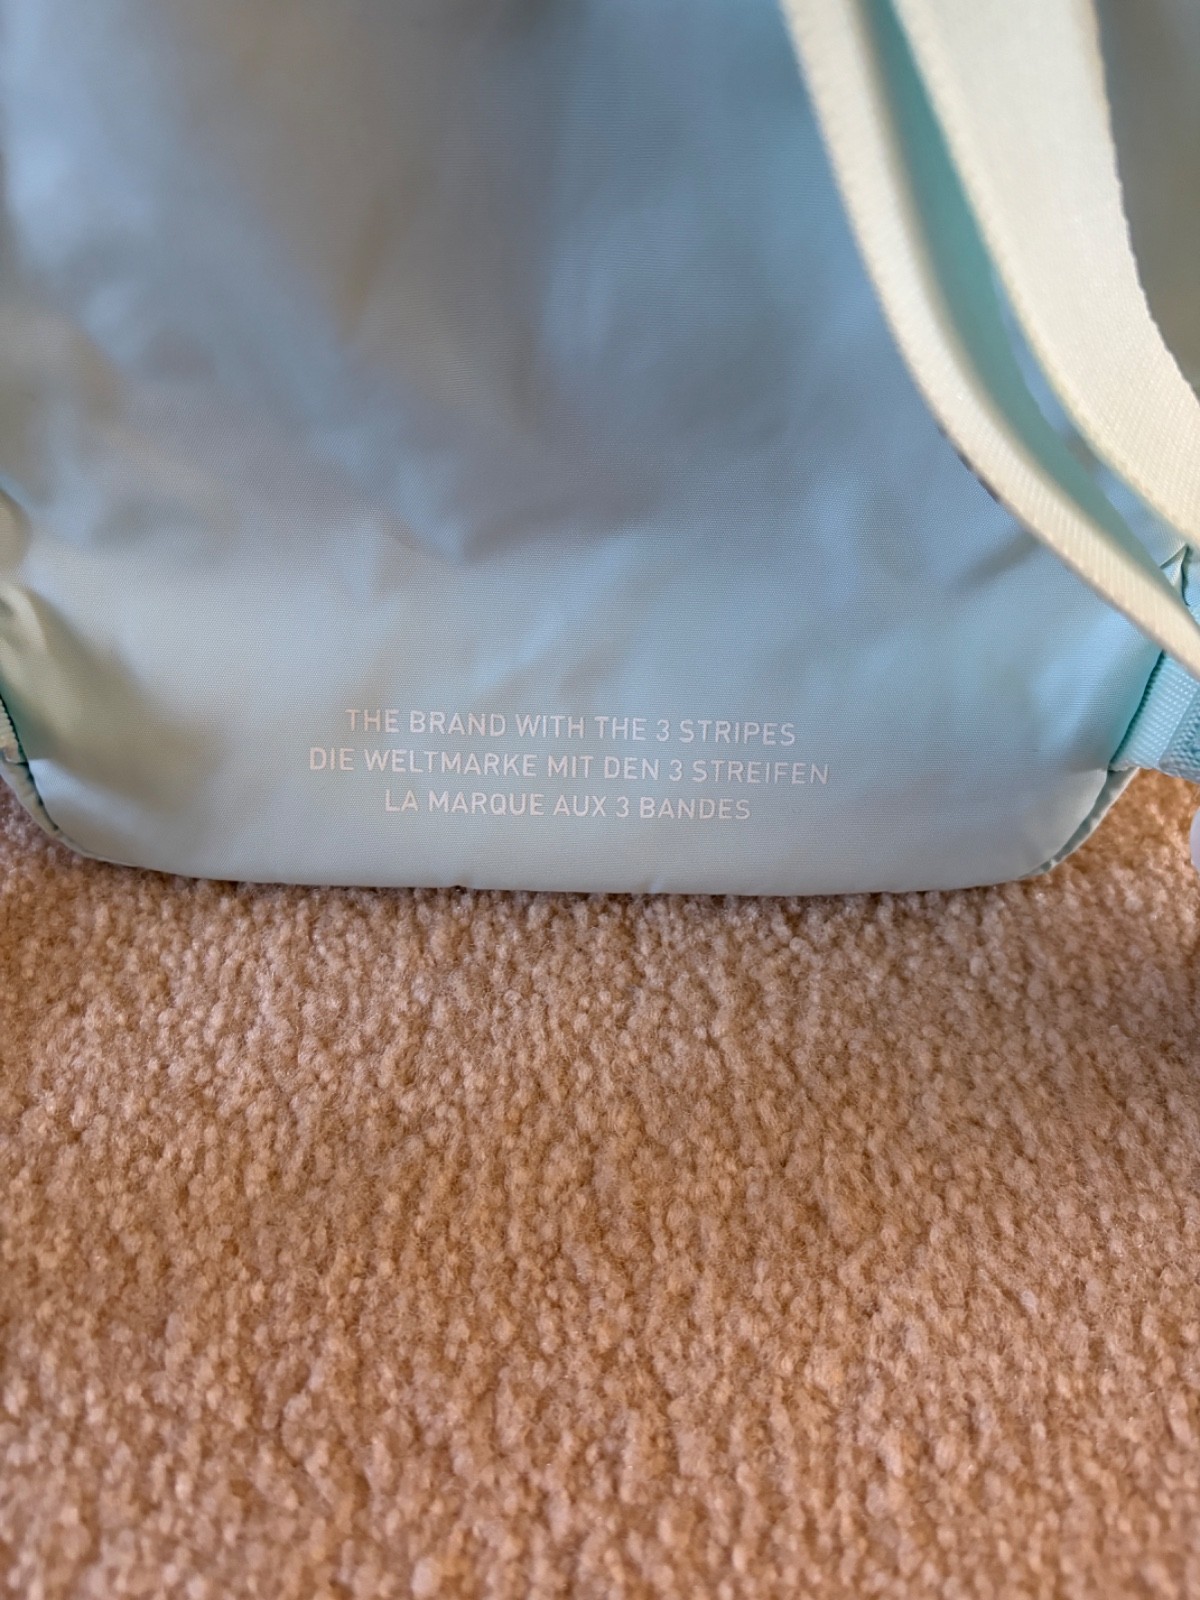 THE BRAND WITH THE 3 STRIPES
DIE WELTMARKE MIT DEN 3 STREIFEN
LA MARQUE AUX 3 BANDES